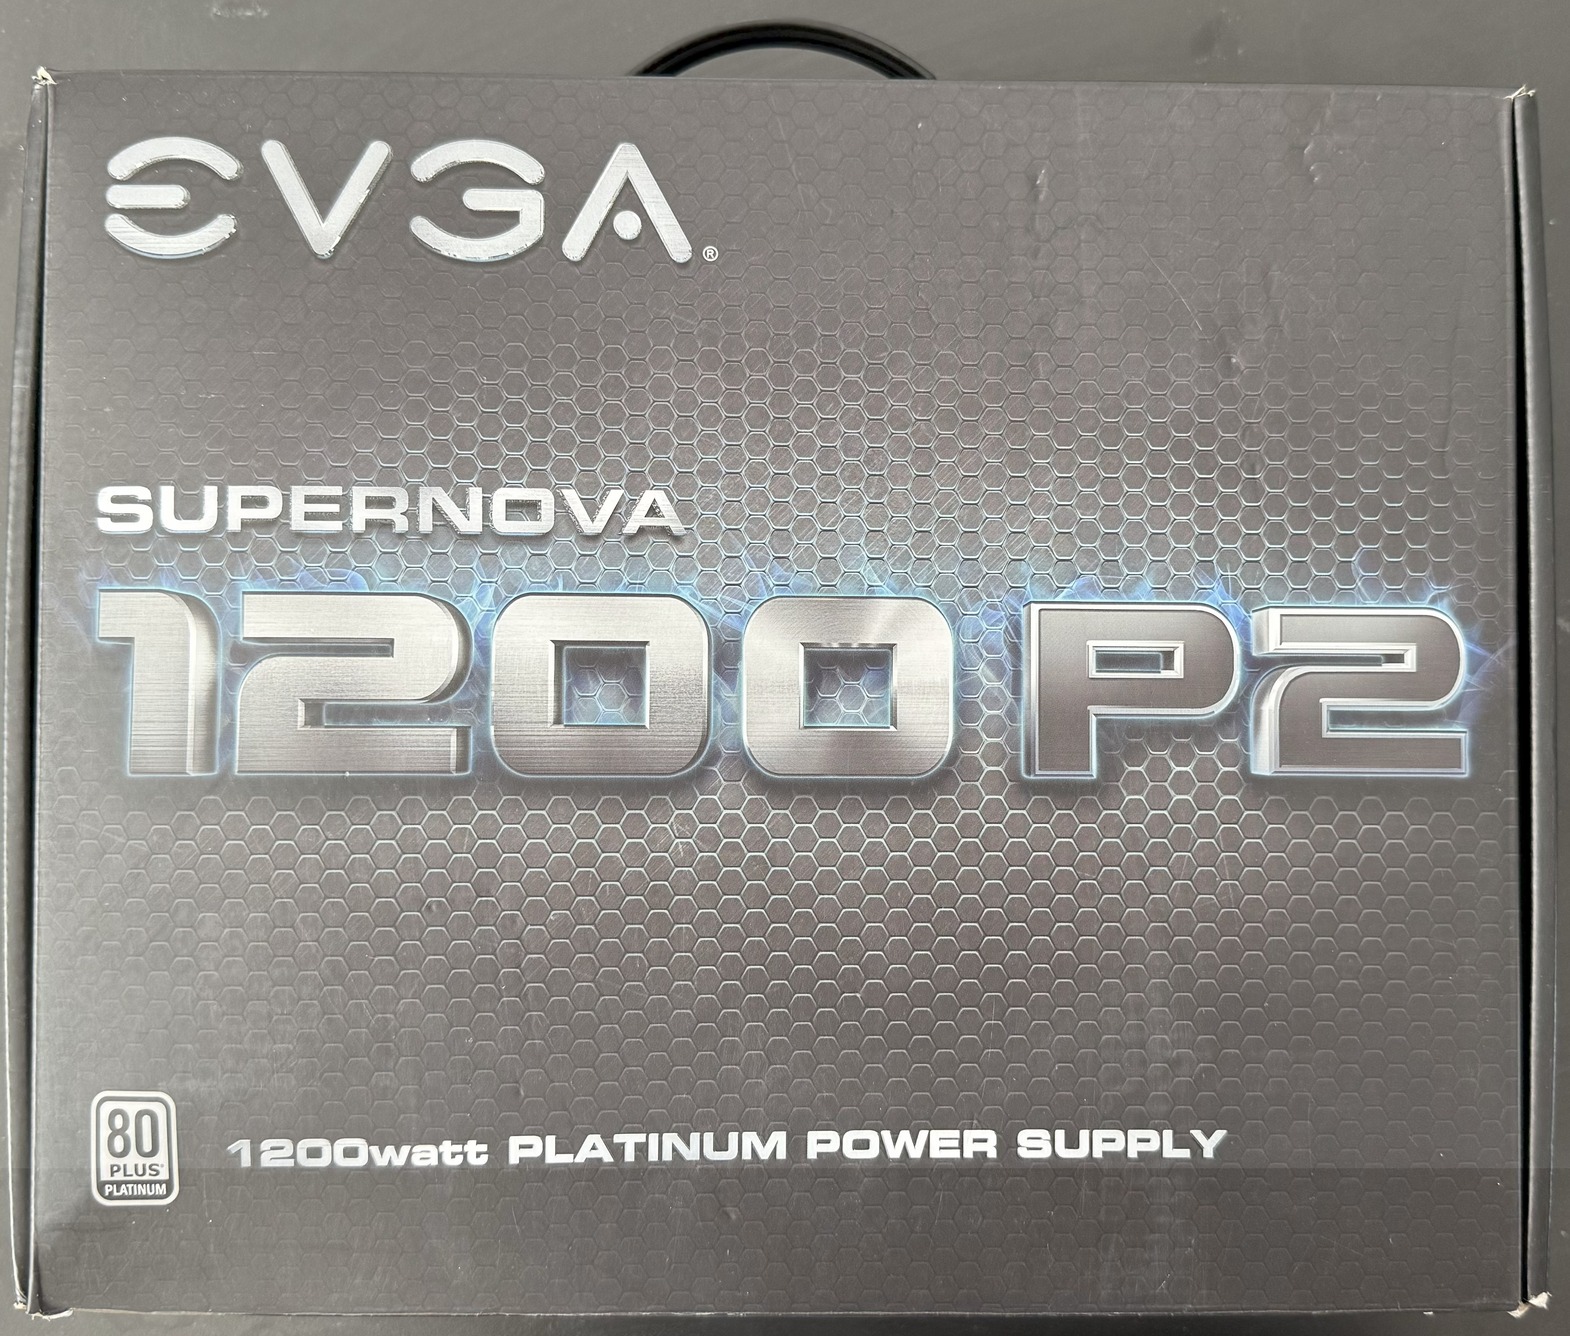 EVGA®
SUPERNOVA
1200 P2
80
PLUS®
PLATINUM
1200watt PLATINUM POWER SUPPLY